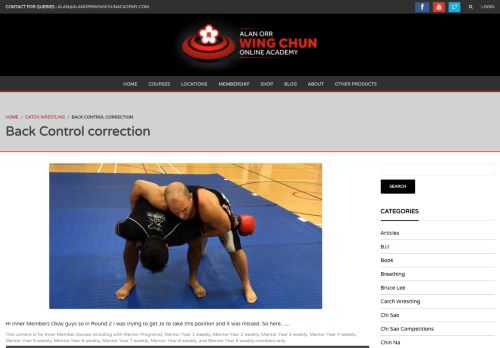 CONTACT FOR QUERIES : ALAN@ALANORRWINGCHUNACADEMY.COM
LOGIN
ALAN ORR
WING CHUN
ONLINE ACADEMY
HOME COURSES LOCATIONS MEMBERSHIP SHOP BLOG ABOUT OTHER PRODUCTS
HOME / CATCH WRESTLING / BACK CONTROL CORRECTION
Back Control correction
SEARCH
CATEGORIES
Articles
BJJ
Book
Breathing
Bruce Lee
Catch Wrestling
Chi Sao
Chi Sao Competitions
Chin Na
Hi Inner Members Okay guys so in Pound 2 I was trying to get Jo to take this position and it was missed. So here……
This content is for Inner Member (access including with Mentor Programs), Mentor Year 1 weekly, Mentor Year 2 weekly, Mentor Year 3 weekly, Mentor Year 4 weekly,
Mentor Year 5 weekly, Mentor Year 6 weekly, Mentor Year 7 weekly, Mentor Year 8 weekly, and Mentor Year 9 weekly members only.